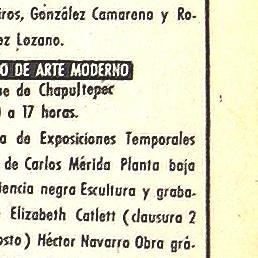 iros, González Camarena y Ro-
ez Lozano.
O DE ARTE MODERNO
ue de Chapultepec
a 17 horas.
a de Exposiciones Temporales
de Carlos Mérida Planta baja
iencia negra Escultura y graba-
Elizabeth Catlett (clausura 2
osto) Héctor Navarro Obra grá-